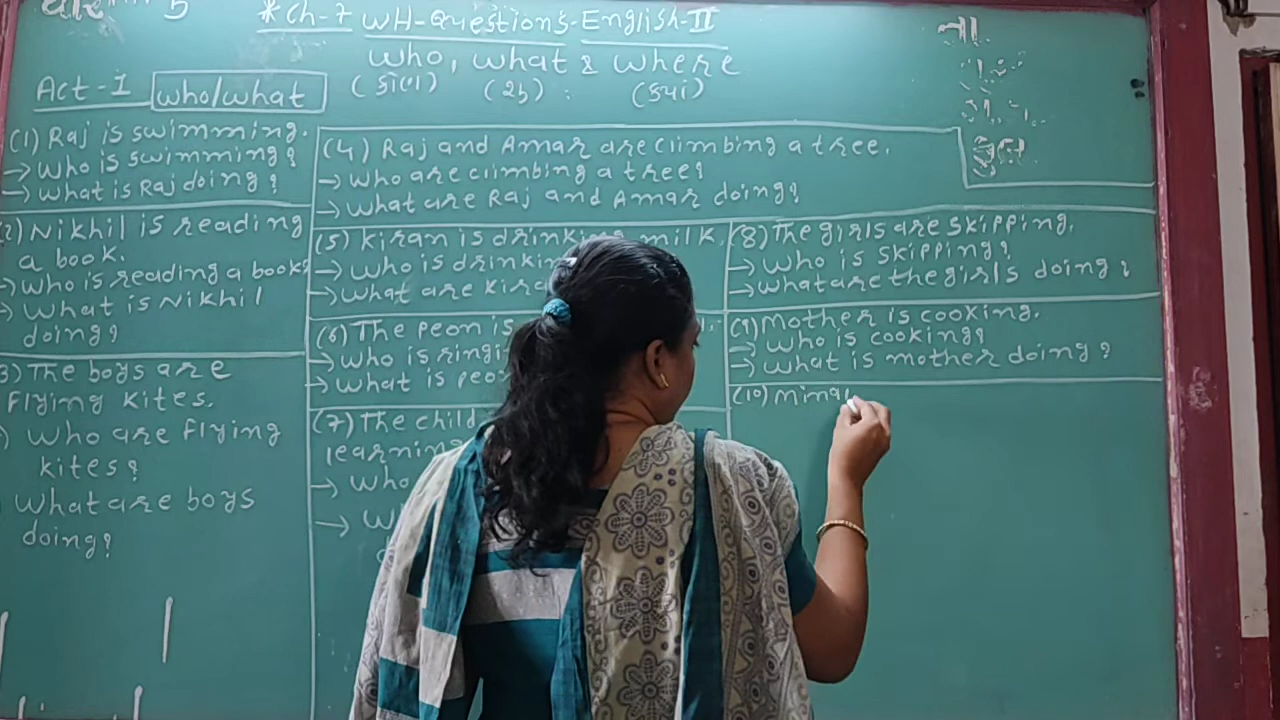 5
* Ch-7 WH-Questions-English-II
who, what & where
Act-1 who/what
(કોણ) (શું) : (ક્યાં)
(1) Raj is swimming.
→ Who is swimming?
→ What is Raj doing?
2) Nikhil is reading
a book.
→ Who is reading a book?
→ What is Nikhil
doing?
3) The boys are
flying kites.
) Who are flying
kites?
What are boys
doing?
(4) Raj and Amar are climbing a tree.
→ Who are climbing a tree?
→ What are Raj and Amar doing?
(5) Kiran is drinking milk.
→ Who is drinkin
→ What are Kira
(6) The peon is
→ Who is ringi
→ What is peo
(7) The child
learning
→ Who
→ W
(8) The girls are skipping.
→ Who is skipping?
→ What are the girls doing?
(9) Mother is cooking.
→ Who is cooking?
→ What is mother doing?
(10) mina